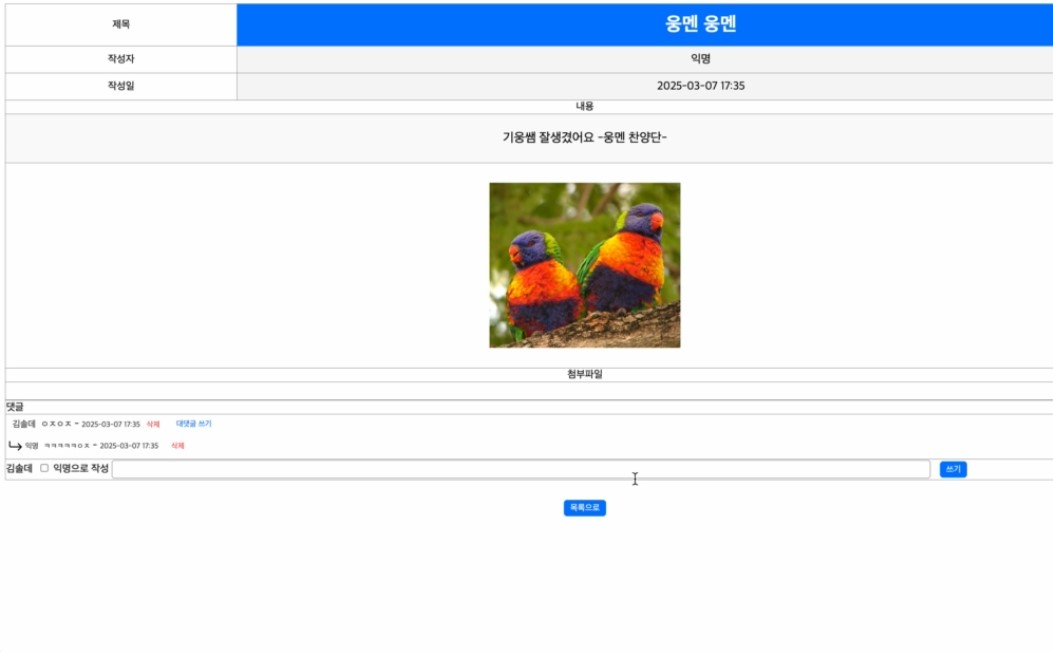 제목 웅멘 웅멘
작성자 익명
작성일 2025-03-07 17:35
내용
기웅쌤 잘생겼어요 -웅멘 찬양단-
첨부파일
댓글
김솔데 ㅇㅈㅇㅈ - 2025-03-07 17:35 삭제 대댓글 쓰기
익명 ㅋㅋㅋㅋㅋㅇㅈ - 2025-03-07 17:35 삭제
김솔데 익명으로 작성 쓰기
목록으로